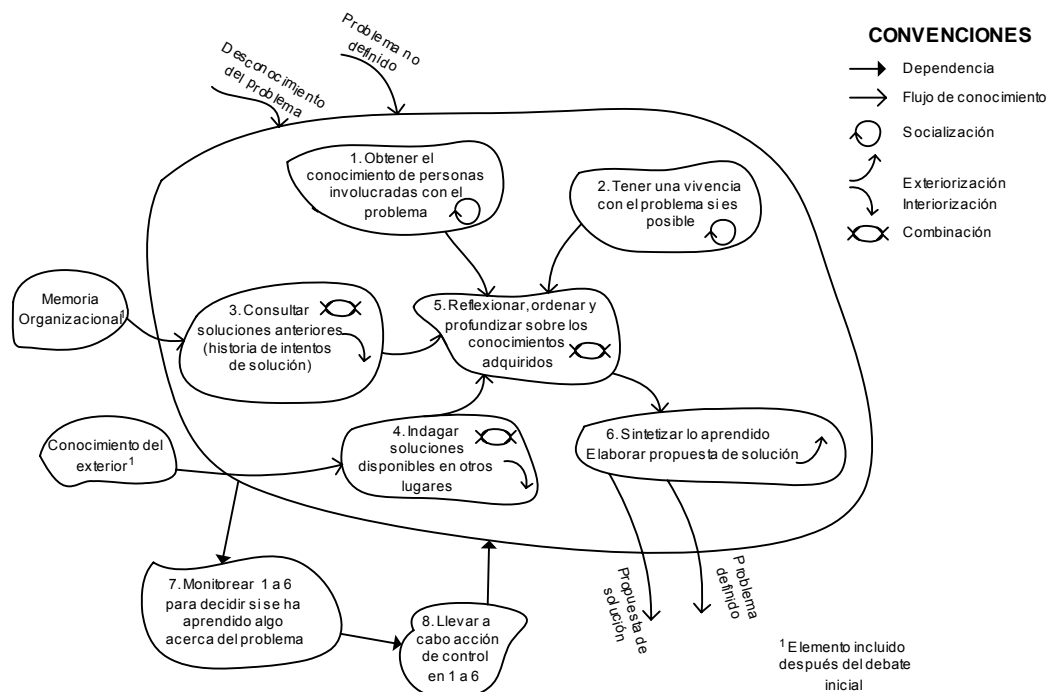 Problema no
definido
Desconocimiento
del problema
CONVENCIONES
Dependencia
Flujo de conocimiento
Socialización
Exteriorización
Interiorización
Combinación
1. Obtener el
conocimiento de personas
involucradas con el
problema
2. Tener una vivencia
con el problema si es
posible
Memoria
Organizacional¹
3. Consultar
soluciones anteriores
(historia de intentos
de solución)
5. Reflexionar, ordenar y
profundizar sobre los
conocimientos
adquiridos
Conocimiento del
exterior¹
4. Indagar
soluciones
disponibles en otros
lugares
6. Sintetizar lo aprendido
Elaborar propuesta de solución
7. Monitorear 1 a 6
para decidir si se ha
aprendido algo
acerca del problema
8. Llevar a
cabo acción
de control
en 1 a 6
Propuesta de
solución
Problema
definido
¹ Elemento incluido
después del debate
inicial